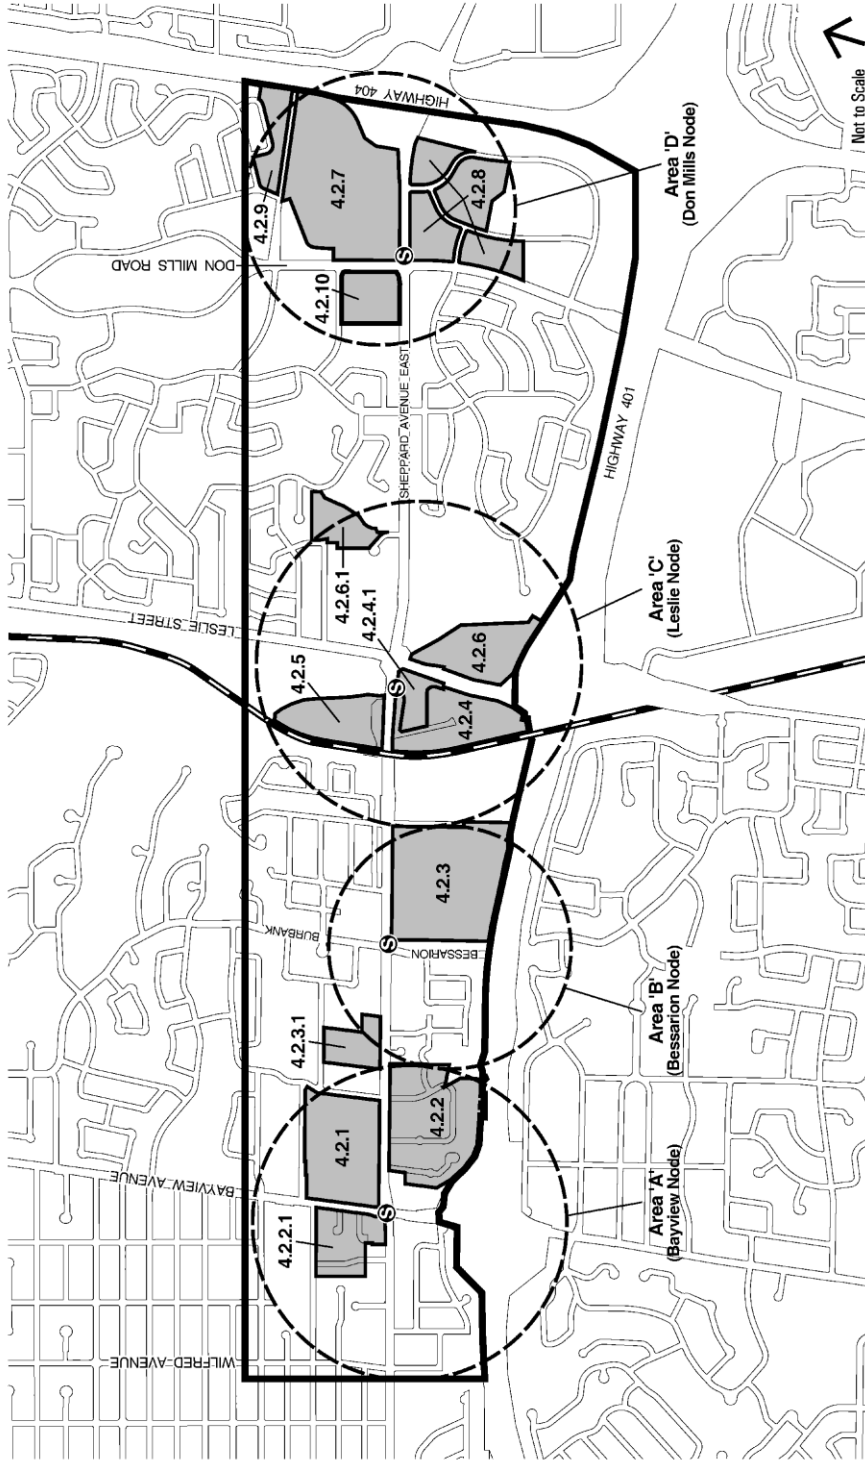 HIGHWAY 404
4.2.9
4.2.7
4.2.8
DON MILLS ROAD
S
4.2.10
Area 'D'
(Don Mills Node)
Not to Scale
SHEPPARD AVENUE EAST
HIGHWAY 401
4.2.6.1
LESLIE STREET
4.2.4.1
4.2.6
4.2.5
S
4.2.4
Area 'C'
(Leslie Node)
4.2.3
BURBANK
S
BESSARION
4.2.3.1
Area 'B'
(Bessarion Node)
4.2.1
4.2.2
BAYVIEW AVENUE
S
4.2.2.1
Area 'A'
(Bayview Node)
WILFRED AVENUE